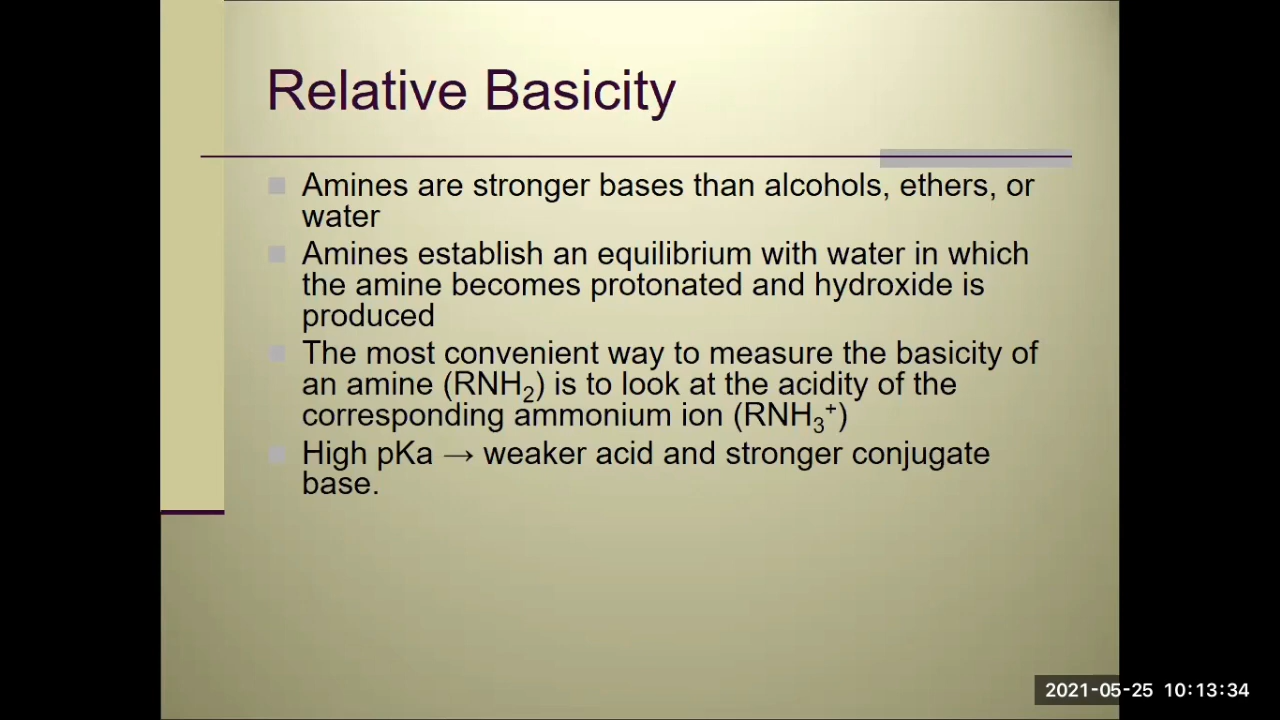 Relative Basicity
Amines are stronger bases than alcohols, ethers, or
water
Amines establish an equilibrium with water in which
the amine becomes protonated and hydroxide is
produced
The most convenient way to measure the basicity of
an amine (RNH₂) is to look at the acidity of the
corresponding ammonium ion (RNH₃⁺)
High pKa → weaker acid and stronger conjugate
base.
2021-05-25 10:13:34